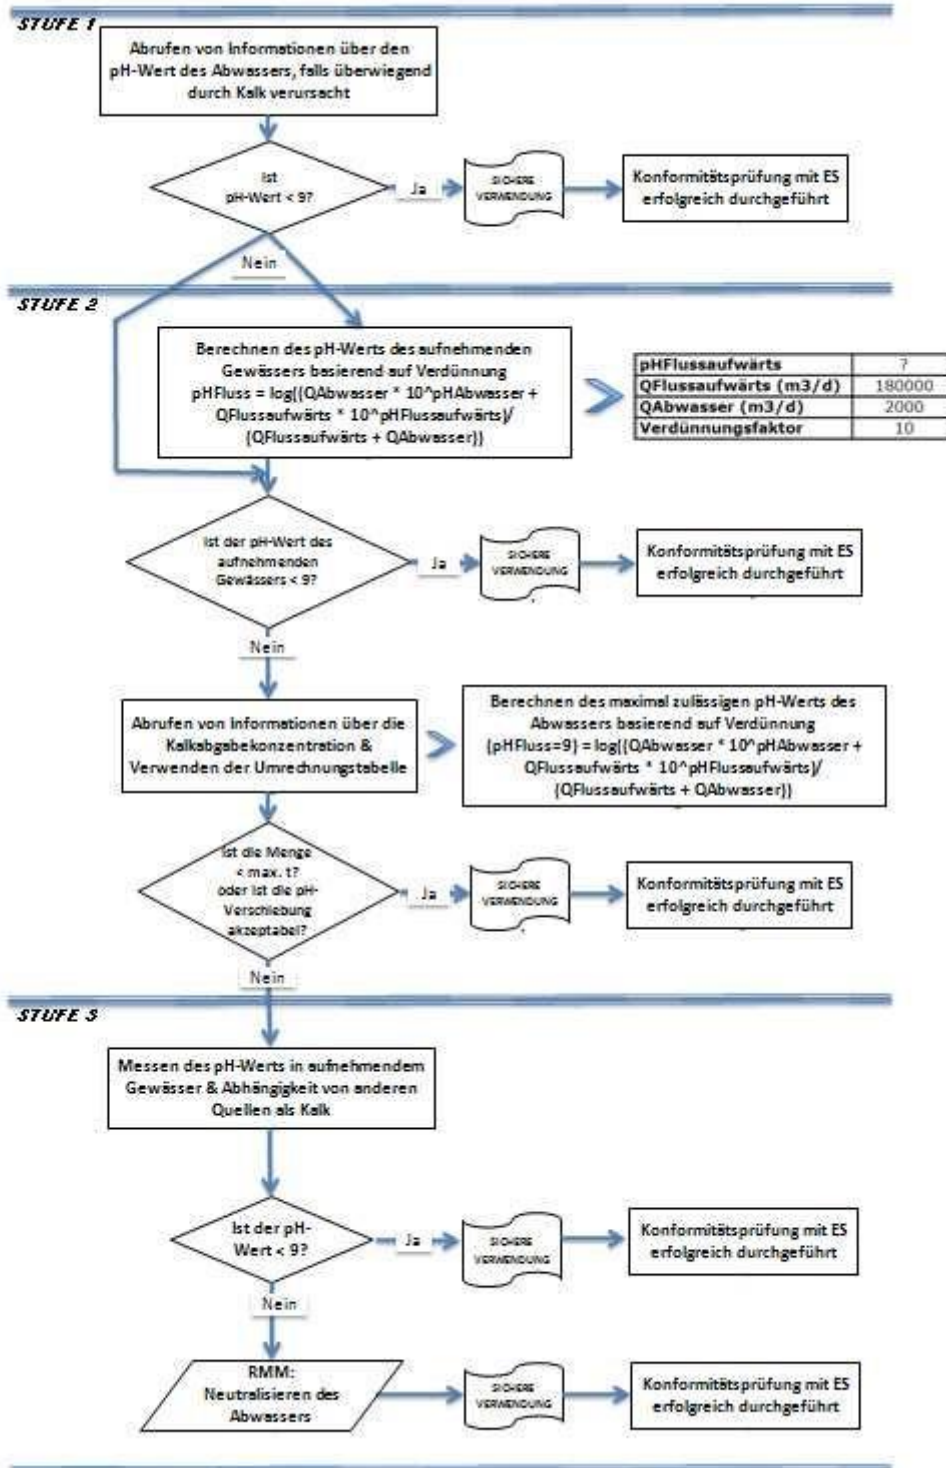 STUFE 1
Abrufen von Informationen über den
pH-Wert des Abwassers, falls überwiegend
durch Kalk verursacht
Ist
pH-Wert < 9?
Ja
SICHERE
VERWENDUNG
Konformitätsprüfung mit ES
erfolgreich durchgeführt
Nein
STUFE 2
Berechnen des pH-Werts des aufnehmenden
Gewässers basierend auf Verdünnung
pHFluss = log((QAbwasser * 10^pHAbwasser +
QFlussaufwärts * 10^pHFlussaufwärts)/
(QFlussaufwärts + QAbwasser))
pHFlussaufwärts ?
QFlussaufwärts (m3/d) 180000
QAbwasser (m3/d) 2000
Verdünnungsfaktor 10
Ist der pH-Wert des
aufnehmenden
Gewässers < 9?
Ja
SICHERE
VERWENDUNG
Konformitätsprüfung mit ES
erfolgreich durchgeführt
Nein
Abrufen von Informationen über die
Kalkabgabekonzentration &
Verwenden der Umrechnungstabelle
Berechnen des maximal zulässigen pH-Werts des
Abwassers basierend auf Verdünnung
(pHFluss=9) = log((QAbwasser * 10^pHAbwasser +
QFlussaufwärts * 10^pHFlussaufwärts)/
(QFlussaufwärts + QAbwasser))
Ist die Menge
< max. t?
oder ist die pH-
Verschiebung
akzeptabel?
Ja
SICHERE
VERWENDUNG
Konformitätsprüfung mit ES
erfolgreich durchgeführt
Nein
STUFE 3
Messen des pH-Werts in aufnehmendem
Gewässer & Abhängigkeit von anderen
Quellen als Kalk
Ist der pH-
Wert < 9?
Ja
SICHERE
VERWENDUNG
Konformitätsprüfung mit ES
erfolgreich durchgeführt
Nein
RMM:
Neutralisieren des
Abwassers
SICHERE
VERWENDUNG
Konformitätsprüfung mit ES
erfolgreich durchgeführt